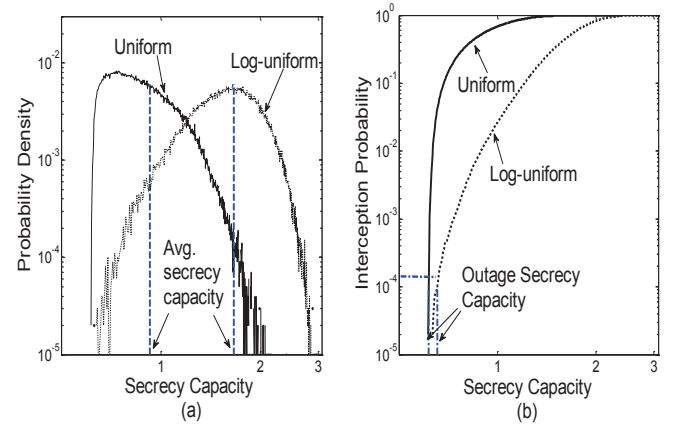 Uniform
Log-uniform
Avg.
secrecy
capacity
10^-2
10^-3
10^-4
10^-5
Probability Density
1 2 3
Secrecy Capacity
(a)
Uniform
Log-uniform
Outage Secrecy
Capacity
10^0
10^-1
10^-2
10^-3
10^-4
10^-5
Interception Probability
1 2 3
Secrecy Capacity
(b)